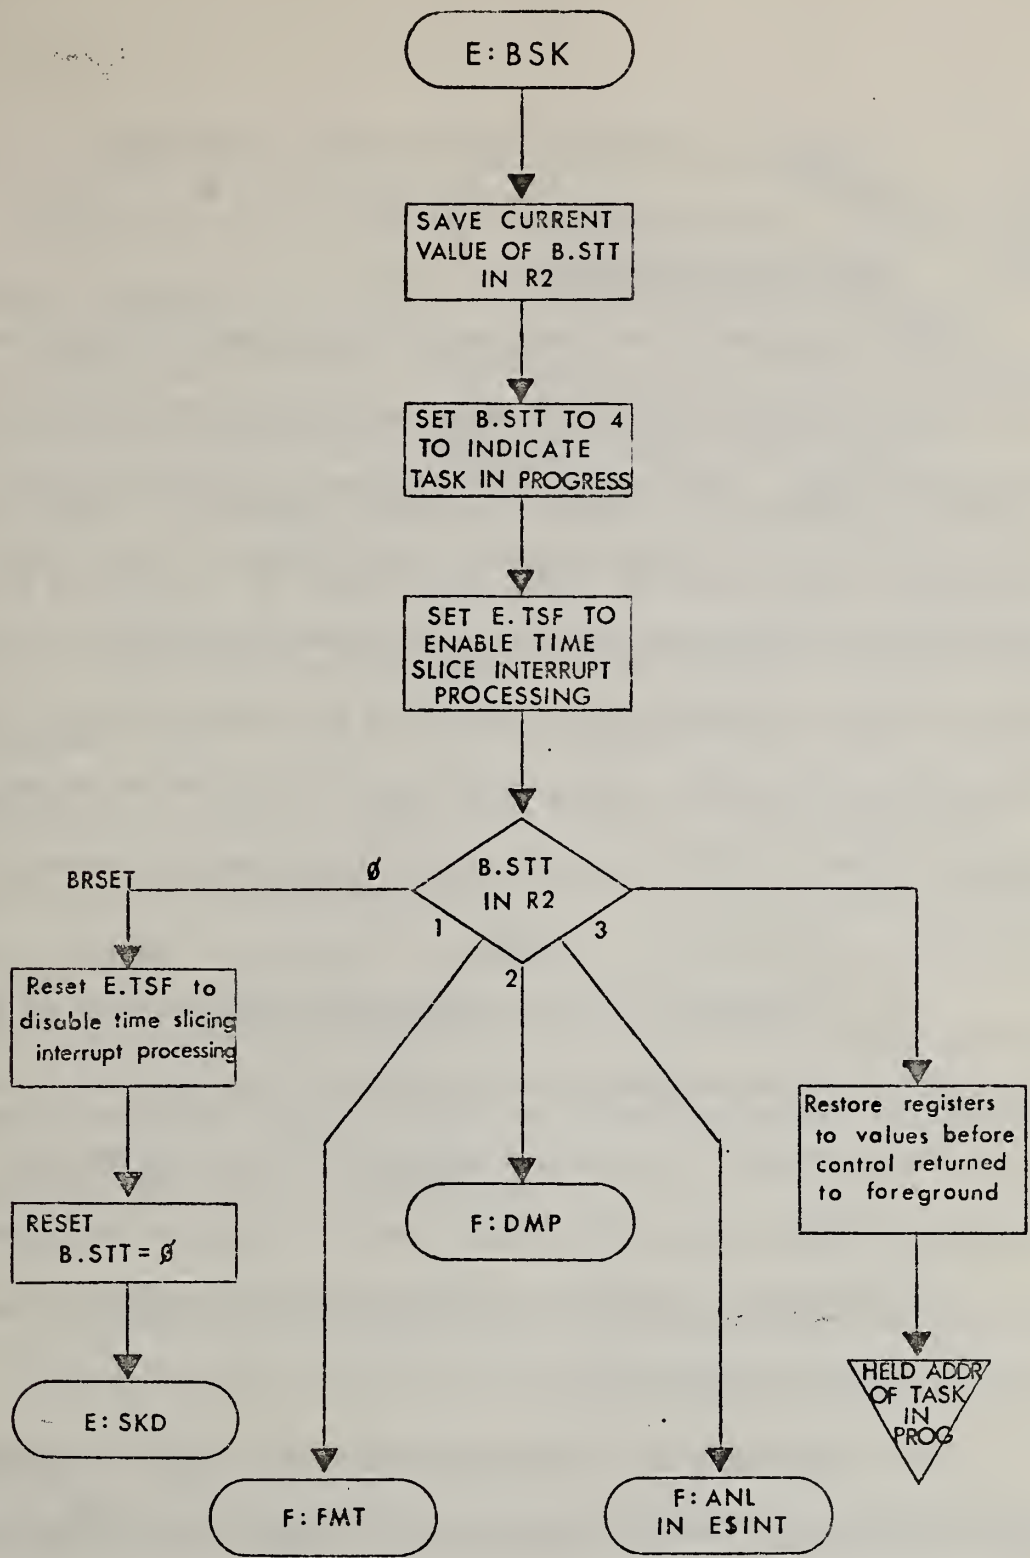 E:BSK
SAVE CURRENT
VALUE OF B.STT
IN R2
SET B.STT TO 4
TO INDICATE
TASK IN PROGRESS
SET E.TSF TO
ENABLE TIME
SLICE INTERRUPT
PROCESSING
B.STT
IN R2
Ø
1
2
3
BRSET
Reset E.TSF to
disable time slicing
interrupt processing
RESET
B.STT = Ø
E:SKD
F:FMT
F:DMP
F:ANL
IN E$INT
Restore registers
to values before
control returned
to foreground
HELD ADDR
OF TASK
IN
PROG